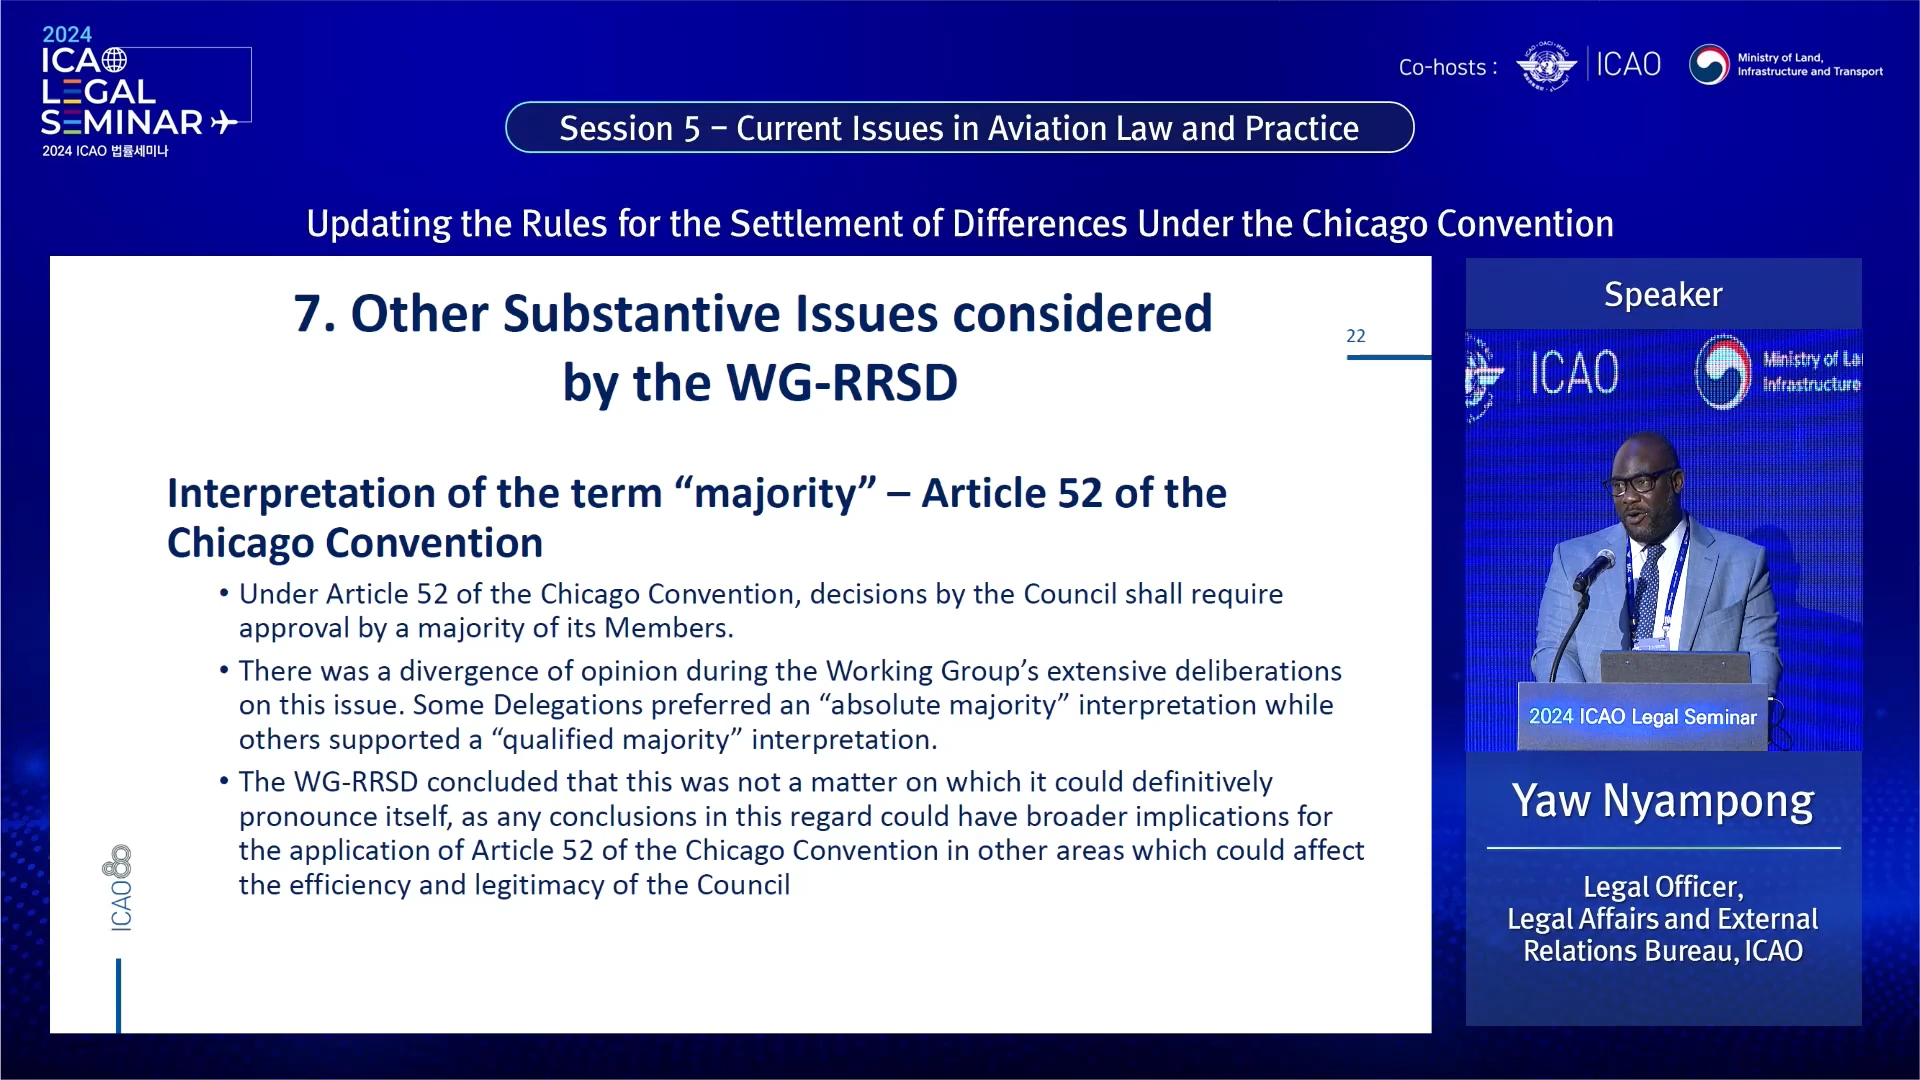 2024
ICAO
LEGAL
SEMINAR
2024 ICAO 법률세미나
Co-hosts :
ICAO
Ministry of Land,
Infrastructure and Transport
Session 5 – Current Issues in Aviation Law and Practice
Updating the Rules for the Settlement of Differences Under the Chicago Convention
7. Other Substantive Issues considered
by the WG-RRSD
22
Interpretation of the term “majority” – Article 52 of the
Chicago Convention
• Under Article 52 of the Chicago Convention, decisions by the Council shall require
approval by a majority of its Members.
• There was a divergence of opinion during the Working Group’s extensive deliberations
on this issue. Some Delegations preferred an “absolute majority” interpretation while
others supported a “qualified majority” interpretation.
• The WG-RRSD concluded that this was not a matter on which it could definitively
pronounce itself, as any conclusions in this regard could have broader implications for
the application of Article 52 of the Chicago Convention in other areas which could affect
the efficiency and legitimacy of the Council
ICAO80
Speaker
ICAO
Ministry of La
Infrastructure
2024 ICAO Legal Seminar
Yaw Nyampong
Legal Officer,
Legal Affairs and External
Relations Bureau, ICAO